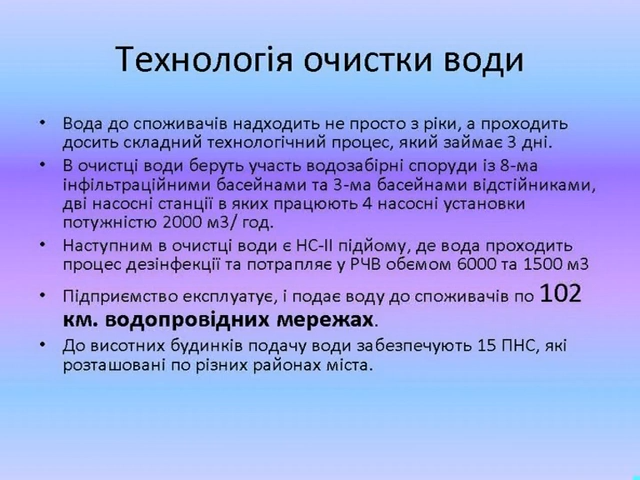 Технологія очистки води
• Вода до споживачів надходить не просто з ріки, а проходить
досить складний технологічний процес, який займає 3 дні.
• В очистці води беруть участь водозабірні споруди із 8-ма
інфільтраційними басейнами та 3-ма басейнами відстійниками,
дві насосні станції в яких працюють 4 насосні установки
потужністю 2000 м3/ год.
• Наступним в очистці води є НС-ІІ підйому, де вода проходить
процес дезінфекції та потрапляє у РЧВ обємом 6000 та 1500 м3
• Підприємство експлуатує, і подає воду до споживачів по 102
км. водопровідних мережах.
• До висотних будинків подачу води забезпечують 15 ПНС, які
розташовані по різних районах міста.